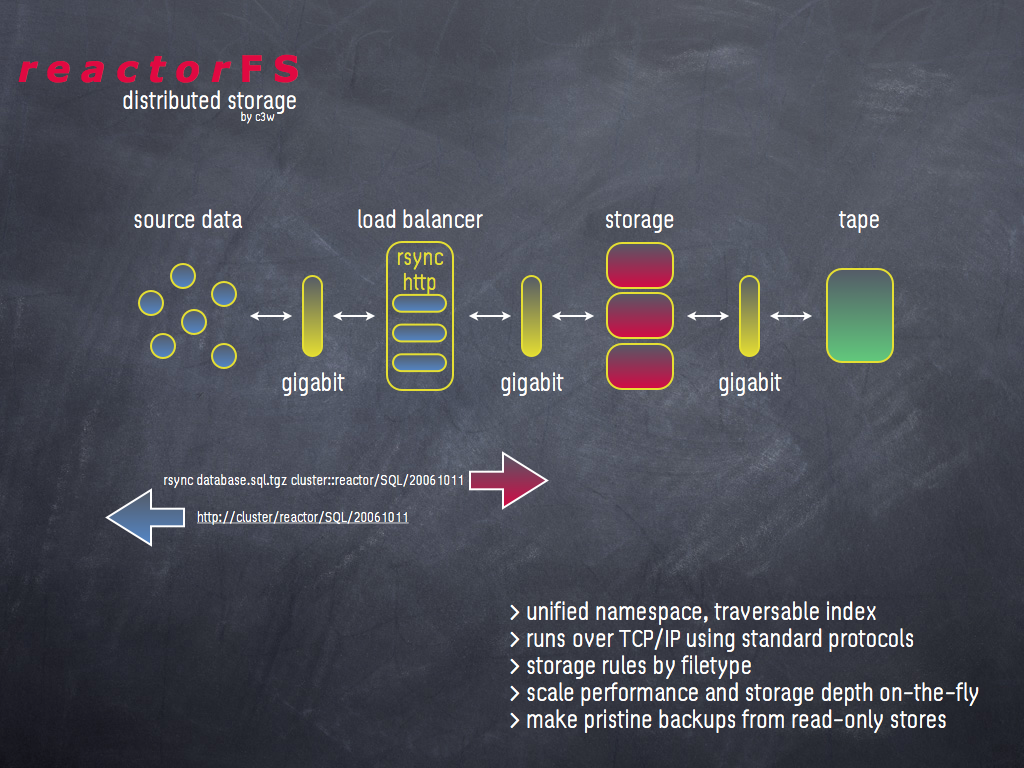 reactorFS
distributed storage
by c3w
source data
load balancer
storage
tape
rsync
http
gigabit
gigabit
gigabit
rsync database.sql.tgz cluster::reactor/SQL/20061011
http://cluster/reactor/SQL/20061011
> unified namespace, traversable index
> runs over TCP/IP using standard protocols
> storage rules by filetype
> scale performance and storage depth on-the-fly
> make pristine backups from read-only stores